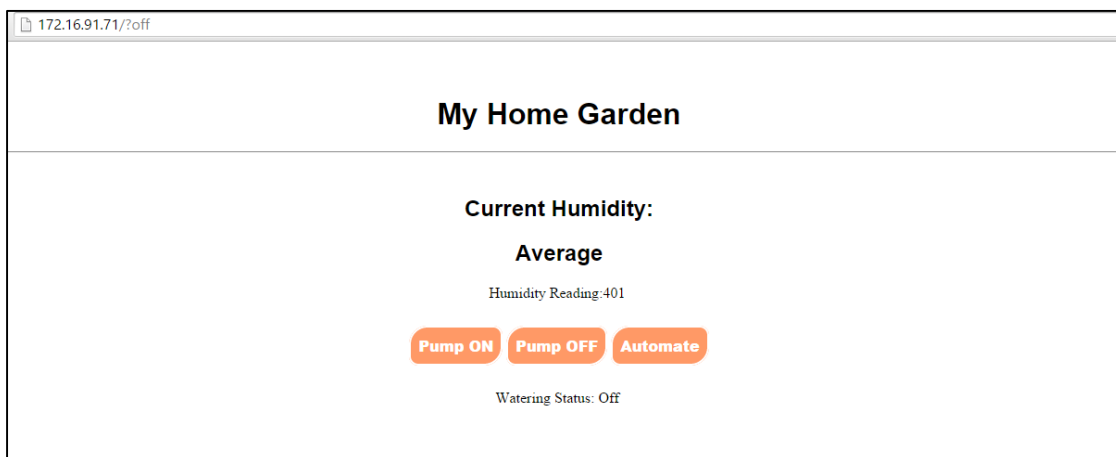 172.16.91.71/?off
My Home Garden
Current Humidity:
Average
Humidity Reading:401
Pump ON Pump OFF Automate
Watering Status: Off